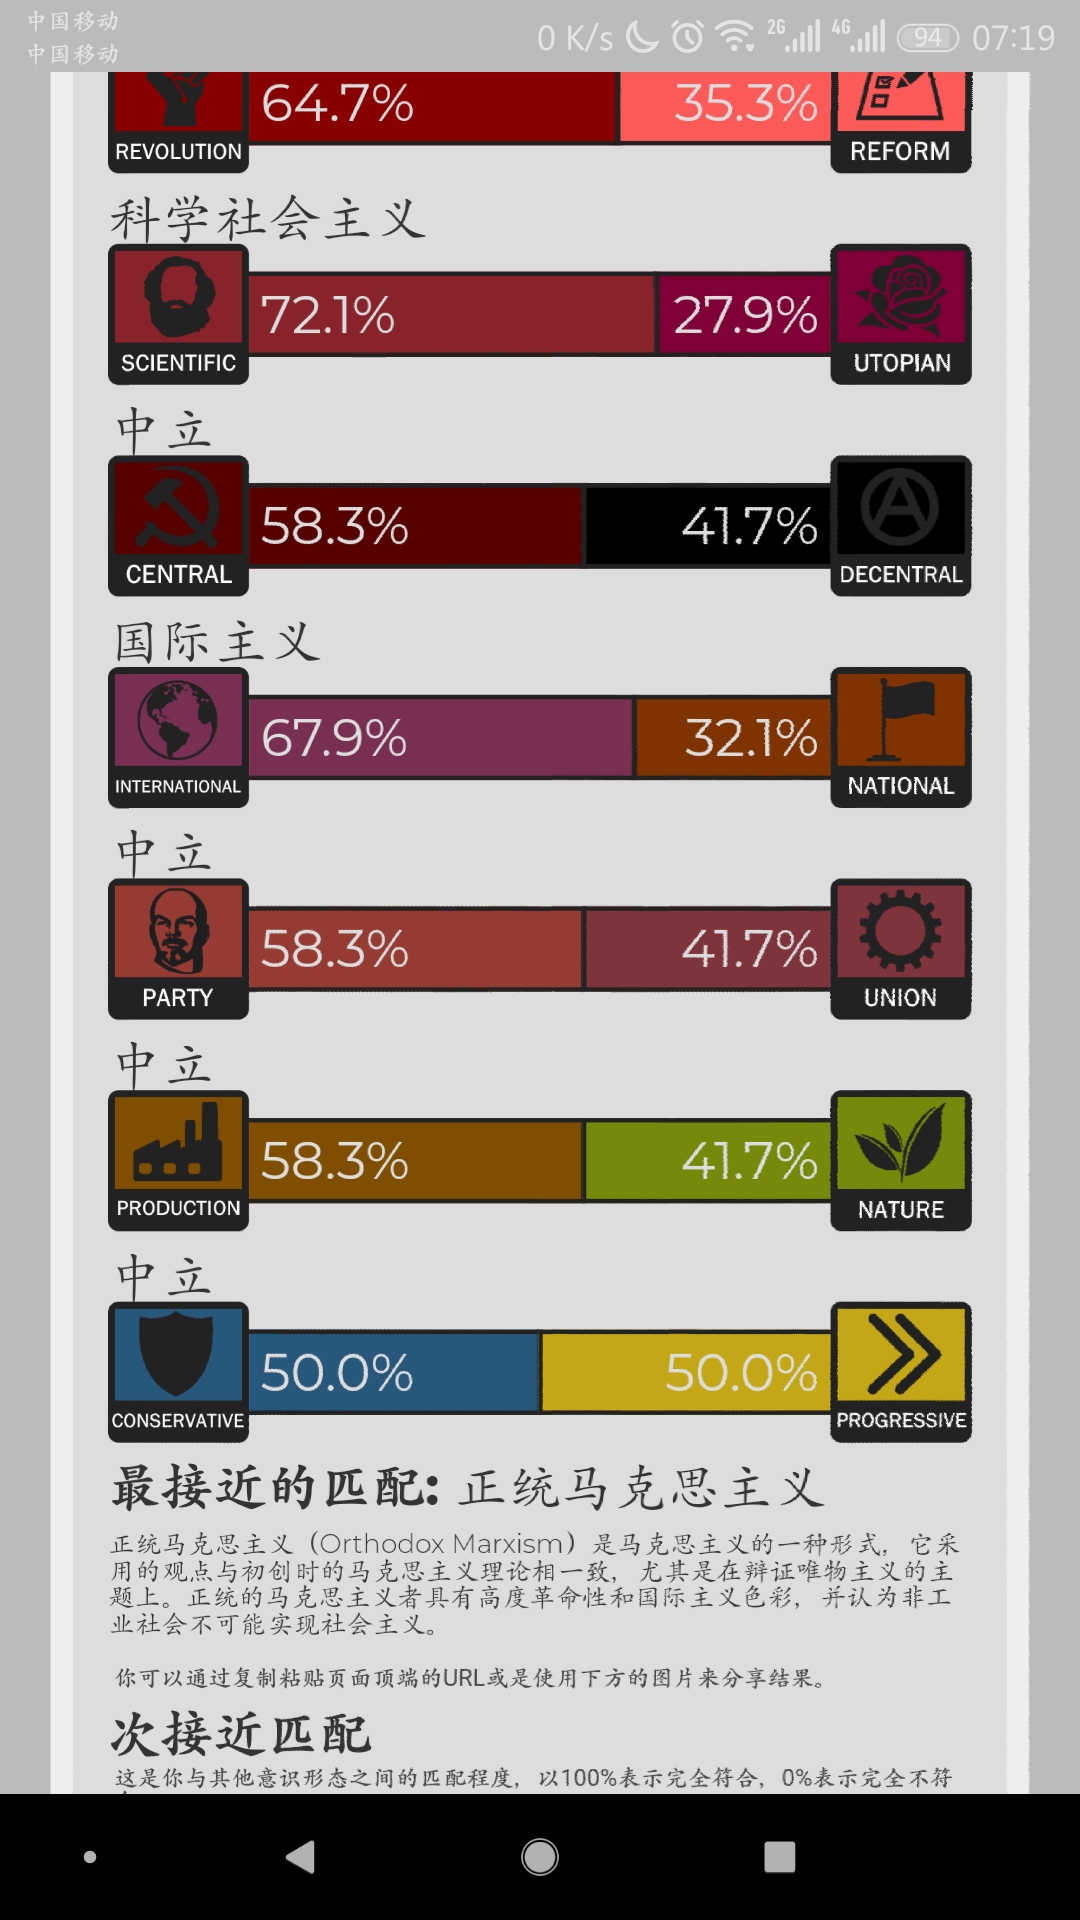 中国移动
中国移动
0 K/s 2G 4G 94 07:19
64.7% 35.3%
REVOLUTION REFORM
科学社会主义
72.1% 27.9%
SCIENTIFIC UTOPIAN
中立
58.3% 41.7%
CENTRAL DECENTRAL
国际主义
67.9% 32.1%
INTERNATIONAL NATIONAL
中立
58.3% 41.7%
PARTY UNION
中立
58.3% 41.7%
PRODUCTION NATURE
中立
50.0% 50.0%
CONSERVATIVE PROGRESSIVE
最接近的匹配: 正统马克思主义
正统马克思主义（Orthodox Marxism）是马克思主义的一种形式，它采
用的观点与初创时的马克思主义理论相一致，尤其是在辩证唯物主义的主
题上。正统的马克思主义者具有高度革命性和国际主义色彩，并认为非工
业社会不可能实现社会主义。
你可以通过复制粘贴页面顶端的URL或是使用下方的图片来分享结果。
次接近匹配
这是你与其他意识形态之间的匹配程度，以100%表示完全符合，0%表示完全不符